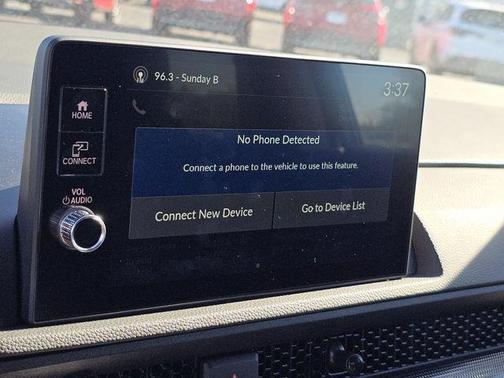 96.3 - Sunday B
3:37
HOME
CONNECT
VOL
AUDIO
No Phone Detected
Connect a phone to the vehicle to use this feature.
Connect New Device
Go to Device List